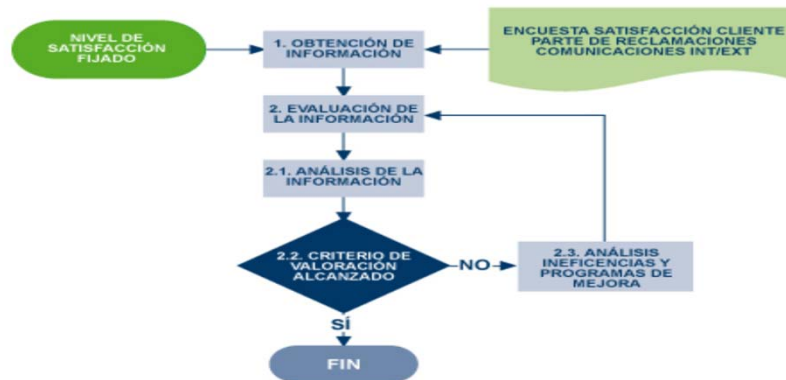 NIVEL DE
SATISFACCIÓN
FIJADO
1. OBTENCIÓN DE
INFORMACIÓN
ENCUESTA SATISFACCIÓN CLIENTE
PARTE DE RECLAMACIONES
COMUNICACIONES INT/EXT
2. EVALUACIÓN DE
LA INFORMACIÓN
2.1. ANÁLISIS DE LA
INFORMACIÓN
2.2. CRITERIO DE
VALORACIÓN
ALCANZADO
NO
2.3. ANÁLISIS
INEFICENCIAS Y
PROGRAMAS DE
MEJORA
SÍ
FIN